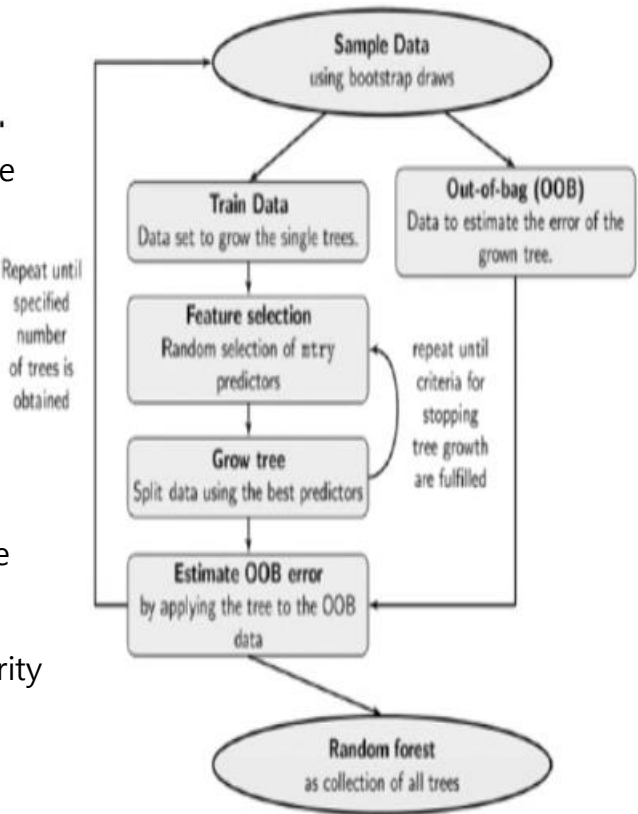 Sample Data
using bootstrap draws
e
Train Data
Data set to grow the single trees.
Out-of-bag (OOB)
Data to estimate the error of the
grown tree.
Repeat until
specified
number
of trees is
obtained
Feature selection
Random selection of mtry
predictors
repeat until
criteria for
stopping
tree growth
are fulfilled
Grow tree
Split data using the best predictors
e
Estimate OOB error
by applying the tree to the OOB
data
rity
Random forest
as collection of all trees